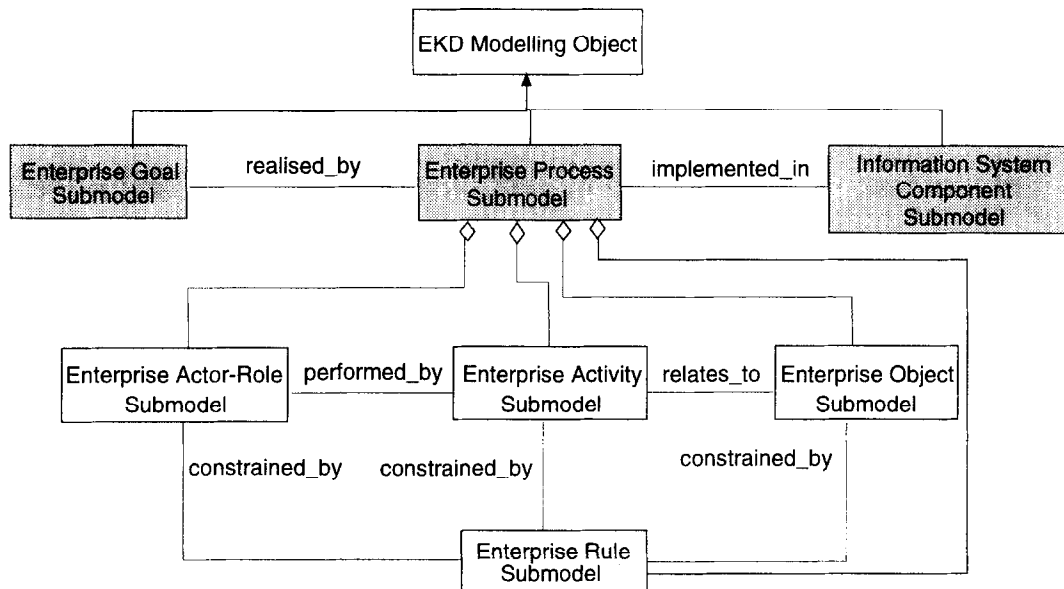 EKD Modelling Object
Enterprise Goal
Submodel
realised_by
Enterprise Process
Submodel
implemented_in
Information System
Component
Submodel
Enterprise Actor-Role
Submodel
performed_by
Enterprise Activity
Submodel
relates_to
Enterprise Object
Submodel
constrained_by
constrained_by
constrained_by
Enterprise Rule
Submodel